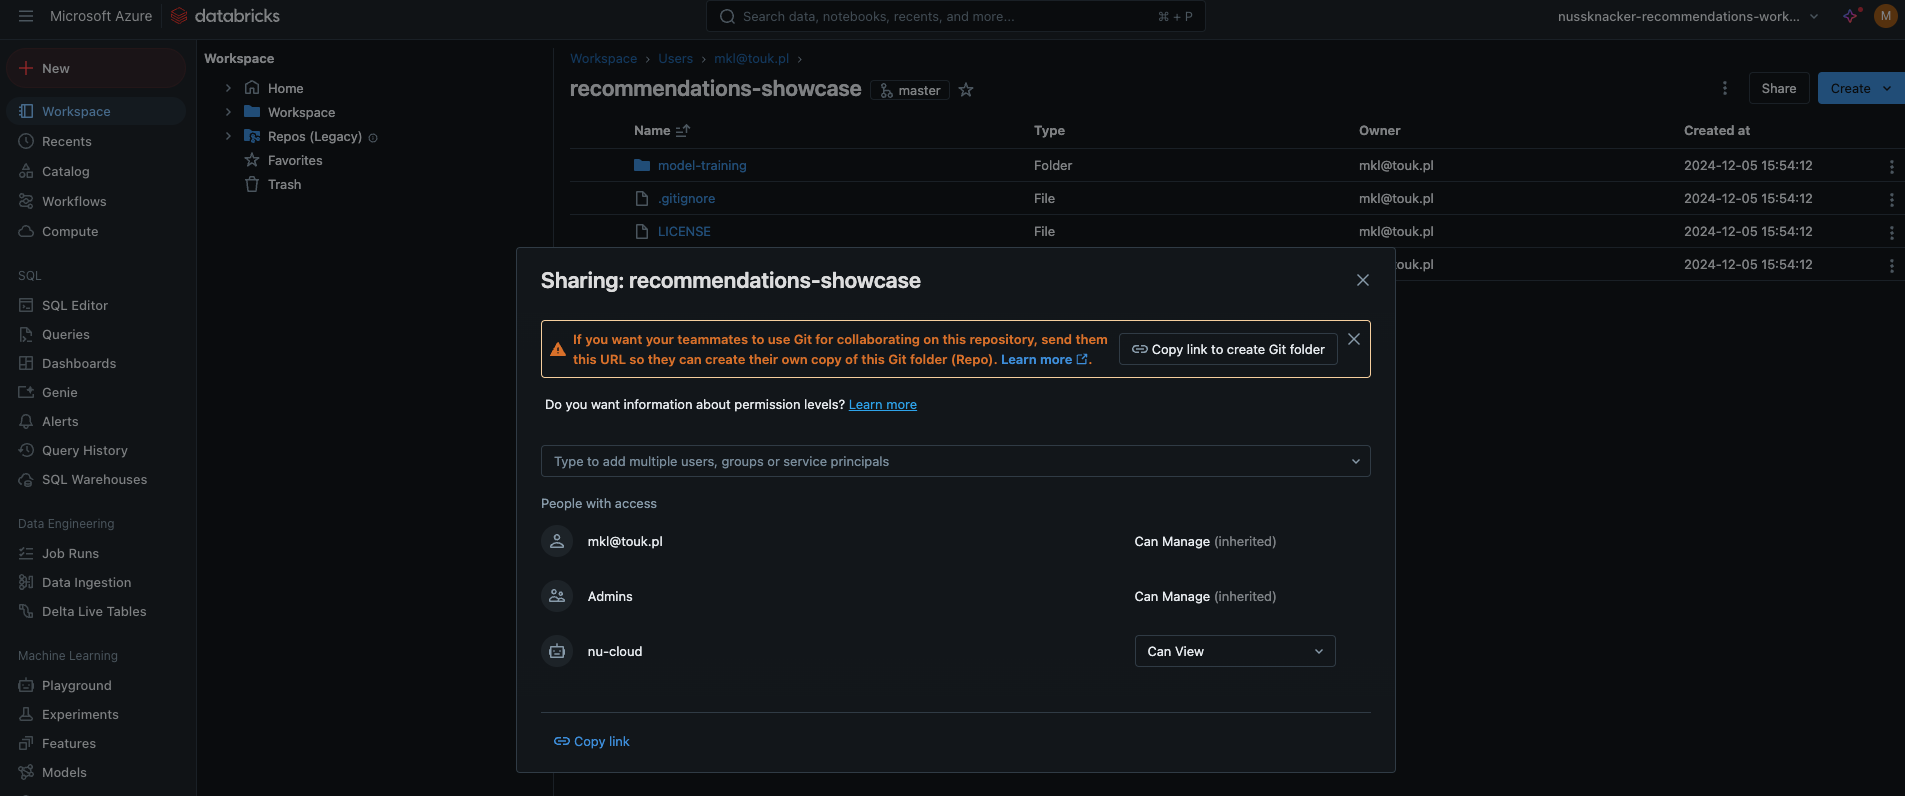 Microsoft Azure
databricks
Search data, notebooks, recents, and more...
⌘ + P
nussknacker-recommendations-work...
M
New
Workspace
Recents
Catalog
Workflows
Compute
SQL
SQL Editor
Queries
Dashboards
Genie
Alerts
Query History
SQL Warehouses
Data Engineering
Job Runs
Data Ingestion
Delta Live Tables
Machine Learning
Playground
Experiments
Features
Models
Workspace
Home
Workspace
Repos (Legacy)
Favorites
Trash
Workspace › Users › mkl@touk.pl ›
recommendations-showcase
master
Share
Create
Name Type Owner Created at
model-training Folder mkl@touk.pl 2024-12-05 15:54:12
.gitignore File mkl@touk.pl 2024-12-05 15:54:12
LICENSE File mkl@touk.pl 2024-12-05 15:54:12
ouk.pl 2024-12-05 15:54:12
Sharing: recommendations-showcase
If you want your teammates to use Git for collaborating on this repository, send them
this URL so they can create their own copy of this Git folder (Repo). Learn more.
Copy link to create Git folder
Do you want information about permission levels? Learn more
Type to add multiple users, groups or service principals
People with access
mkl@touk.pl Can Manage (inherited)
Admins Can Manage (inherited)
nu-cloud Can View
Copy link